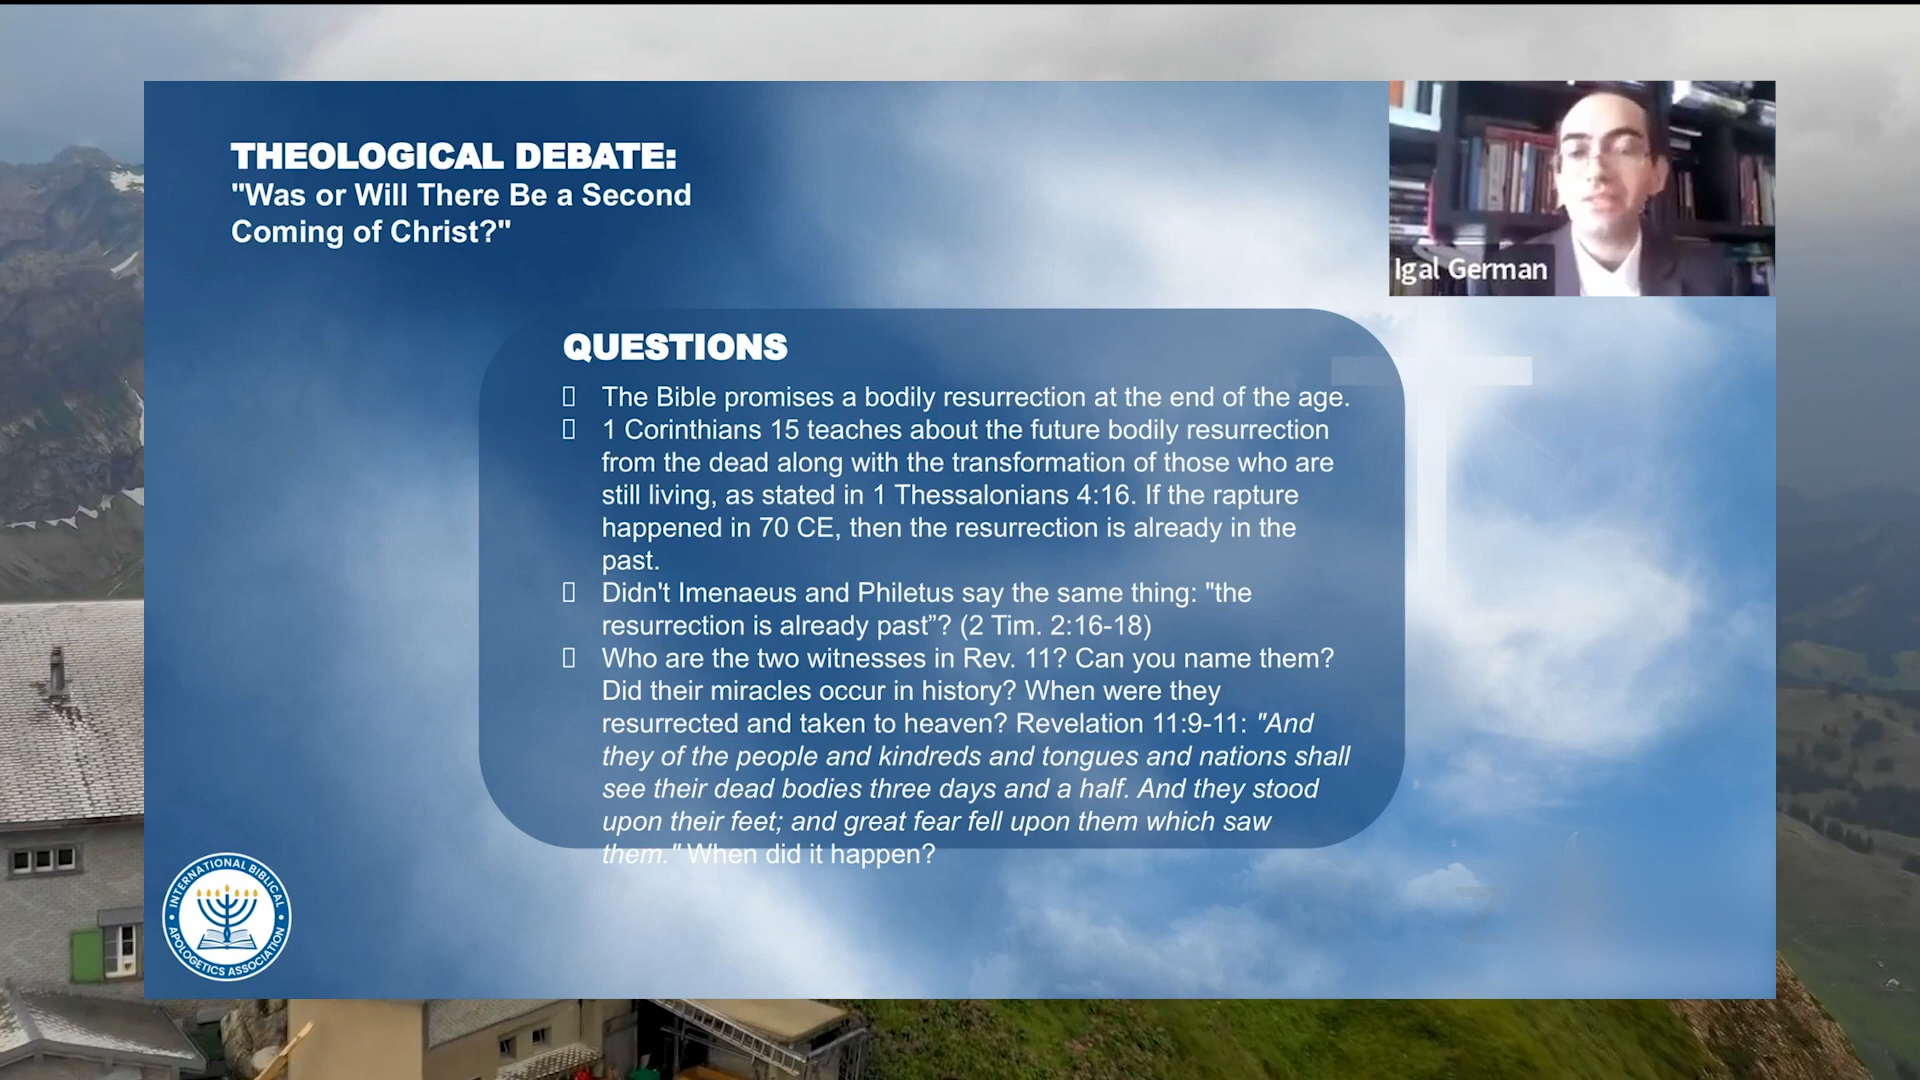 THEOLOGICAL DEBATE:
"Was or Will There Be a Second
Coming of Christ?"
Igal German
QUESTIONS
The Bible promises a bodily resurrection at the end of the age.
1 Corinthians 15 teaches about the future bodily resurrection
from the dead along with the transformation of those who are
still living, as stated in 1 Thessalonians 4:16. If the rapture
happened in 70 CE, then the resurrection is already in the
past.
Didn't Imenaeus and Philetus say the same thing: "the
resurrection is already past”? (2 Tim. 2:16-18)
Who are the two witnesses in Rev. 11? Can you name them?
Did their miracles occur in history? When were they
resurrected and taken to heaven? Revelation 11:9-11: "And
they of the people and kindreds and tongues and nations shall
see their dead bodies three days and a half. And they stood
upon their feet; and great fear fell upon them which saw
them." When did it happen?
INTERNATIONAL BIBLICAL
APOLOGETICS ASSOCIATION